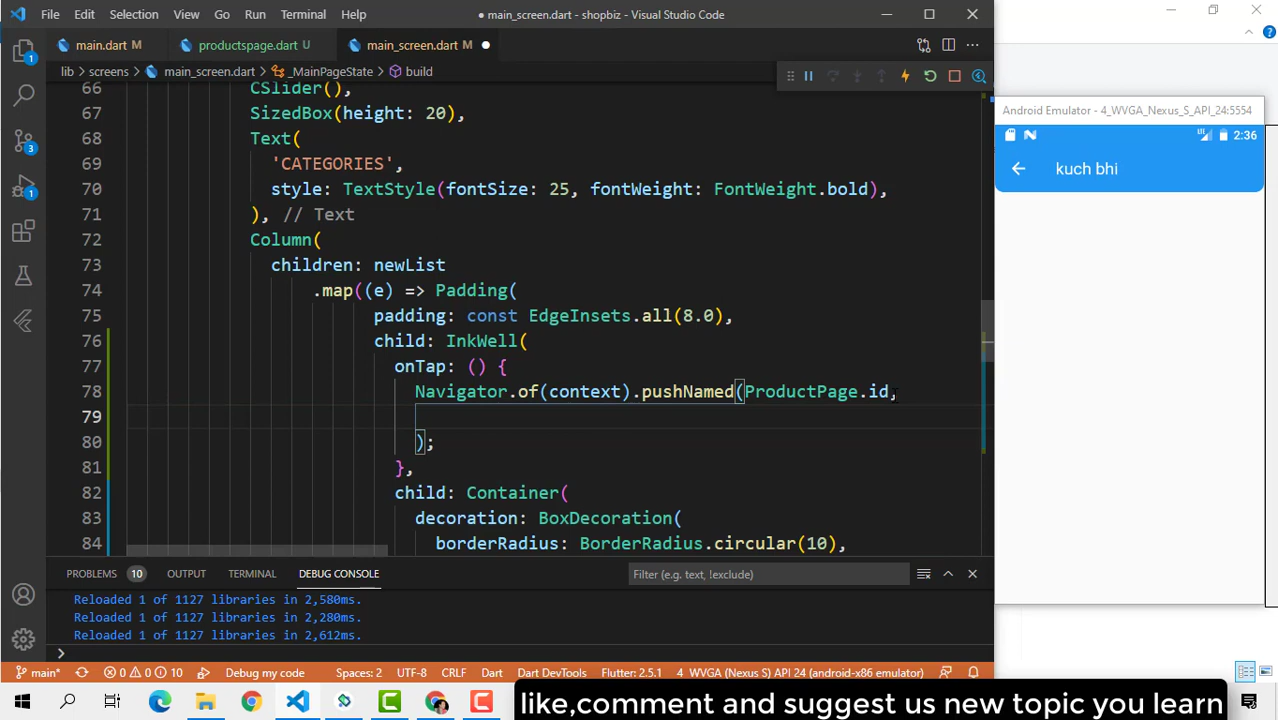 File Edit Selection View Go Run Terminal Help ● main_screen.dart - shopbiz - Visual Studio Code
main.dart M productspage.dart U main_screen.dart M ●
lib > screens > main_screen.dart > _MainPageState > build
66 CSlider(),
67 SizedBox(height: 20),
68 Text(
69 'CATEGORIES',
70 style: TextStyle(fontSize: 25, fontWeight: FontWeight.bold),
71 ), // Text
72 Column(
73 children: newList
74 .map((e) => Padding(
75 padding: const EdgeInsets.all(8.0),
76 child: InkWell(
77 onTap: () {
78 Navigator.of(context).pushNamed(ProductPage.id,
79
80 );
81 },
82 child: Container(
83 decoration: BoxDecoration(
84 borderRadius: BorderRadius.circular(10),
1
3
1
PROBLEMS 10 OUTPUT TERMINAL DEBUG CONSOLE Filter (e.g. text, !exclude)
Reloaded 1 of 1127 libraries in 2,580ms.
Reloaded 1 of 1127 libraries in 2,280ms.
Reloaded 1 of 1127 libraries in 2,612ms.
main* 0 0 10 Debug my code Spaces: 2 UTF-8 CRLF Dart Dart DevTools Flutter: 2.5.1 4_WVGA (Nexus S) API 24 (android-x86 emulator)
Android Emulator - 4_WVGA_Nexus_S_API_24:5554
2:36
kuch bhi
like,comment and suggest us new topic you learn